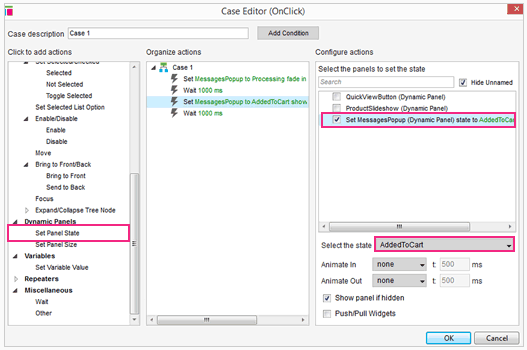 Case Editor (OnClick)
Case description
Case 1
Add Condition
Click to add actions
Set Selected/Checked
Selected
Not Selected
Toggle Selected
Set Selected List Option
Enable/Disable
Enable
Disable
Move
Bring to Front/Back
Bring to Front
Send to Back
Focus
Expand/Collapse Tree Node
Dynamic Panels
Set Panel State
Set Panel Size
Variables
Set Variable Value
Repeaters
Miscellaneous
Wait
Other
Organize actions
Case 1
Set MessagesPopup to Processing fade in
Wait 1000 ms
Set MessagesPopup to AddedToCart show
Wait 1000 ms
Configure actions
Select the panels to set the state
Search
Hide Unnamed
QuickViewButton (Dynamic Panel)
ProductSlideshow (Dynamic Panel)
Set MessagesPopup (Dynamic Panel) state to AddedToCar
Select the state AddedToCart
Animate In none t: 500 ms
Animate Out none t: 500 ms
Show panel if hidden
Push/Pull Widgets
OK Cancel